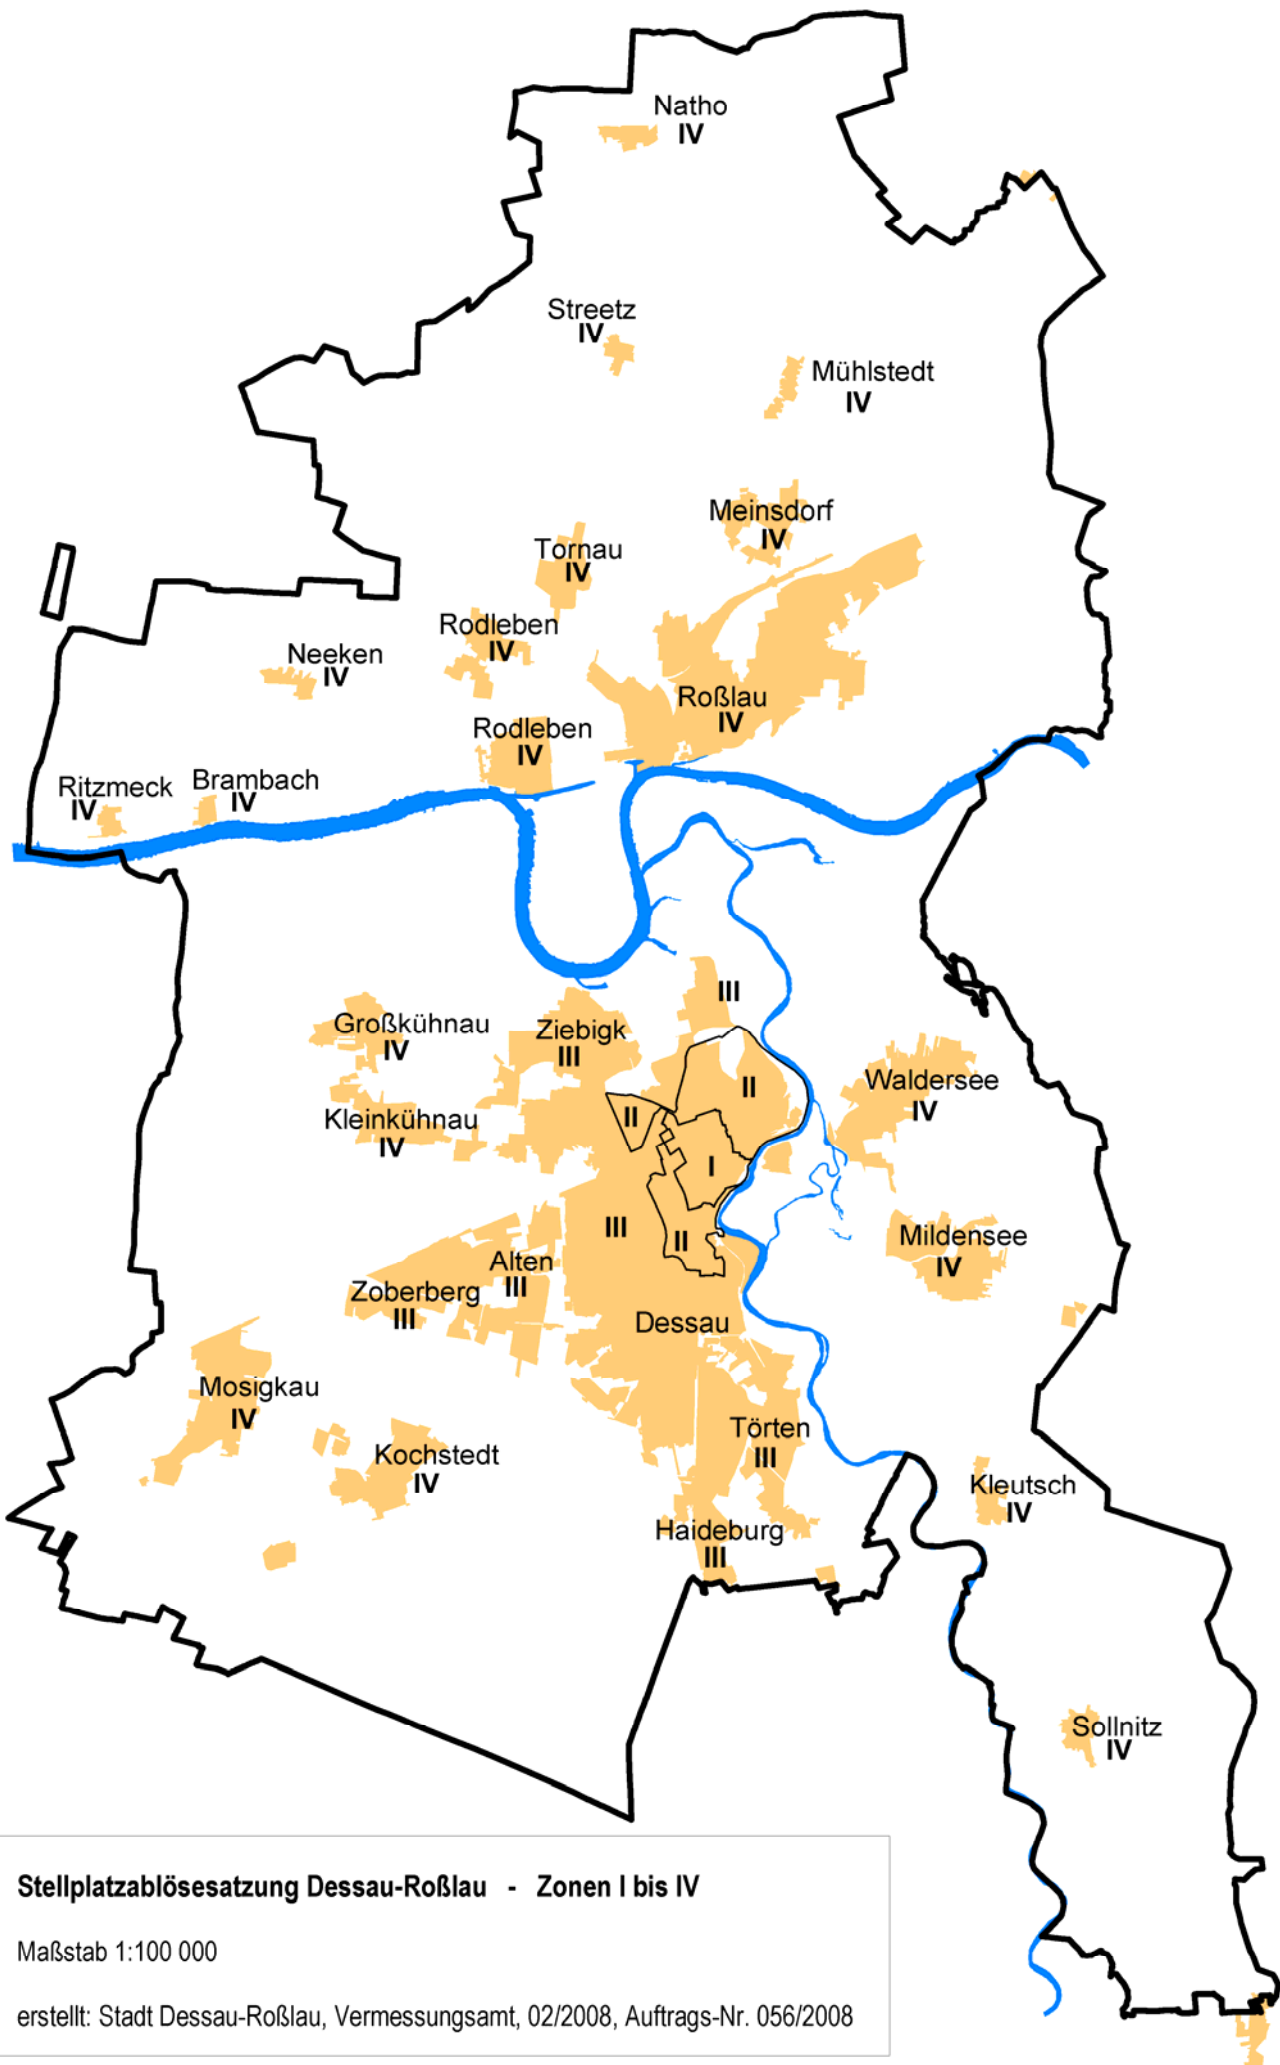 Natho
IV
Streetz
IV
Mühlstedt
IV
Meinsdorf
IV
Tornau
IV
Rodleben
IV
Neeken
IV
Roßlau
IV
Rodleben
IV
Ritzmeck
IV
Brambach
IV
III
Großkühnau
IV
Ziebigk
III
II
Waldersee
IV
Kleinkühnau
IV
II
I
III
II
Mildensee
IV
Alten
III
Zoberberg
III
Dessau
Mosigkau
IV
Törten
III
Kochstedt
IV
Kleutsch
IV
Haideburg
III
Sollnitz
IV
Stellplatzablösesatzung Dessau-Roßlau - Zonen I bis IV
Maßstab 1:100 000
erstellt: Stadt Dessau-Roßlau, Vermessungsamt, 02/2008, Auftrags-Nr. 056/2008